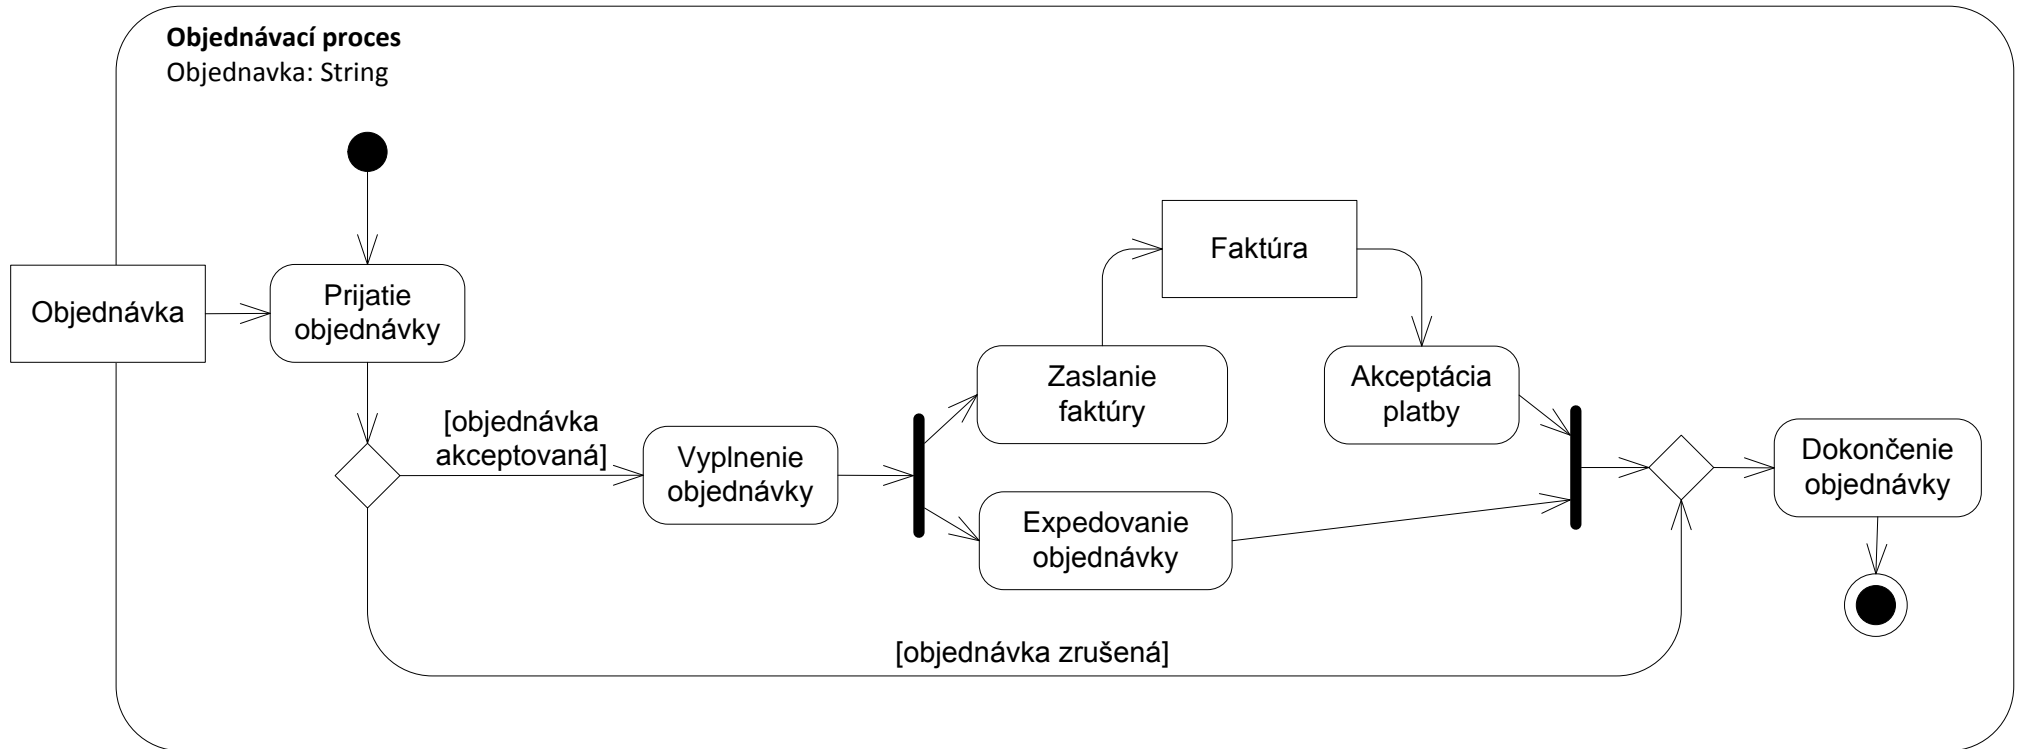 Objednávací proces
Objednavka: String
Objednávka
Prijatie
objednávky
[objednávka
akceptovaná]
Vyplnenie
objednávky
Zaslanie
faktúry
Faktúra
Akceptácia
platby
Expedovanie
objednávky
Dokončenie
objednávky
[objednávka zrušená]